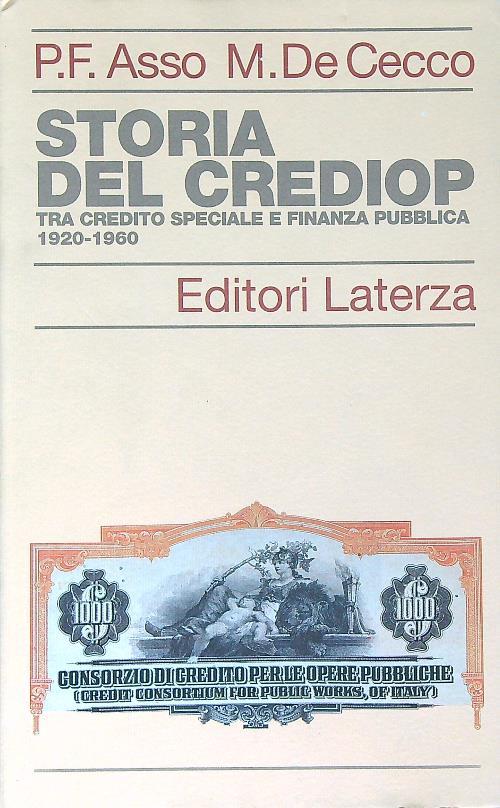 P.F. Asso M. De Cecco
STORIA
DEL CREDIOP
TRA CREDITO SPECIALE E FINANZA PUBBLICA
1920-1960
Editori Laterza
$1000 $1000
CONSORZIO DI CREDITO PER LE OPERE PUBBLICHE
(CREDIT CONSORTIUM FOR PUBLIC WORKS, OF ITALY)